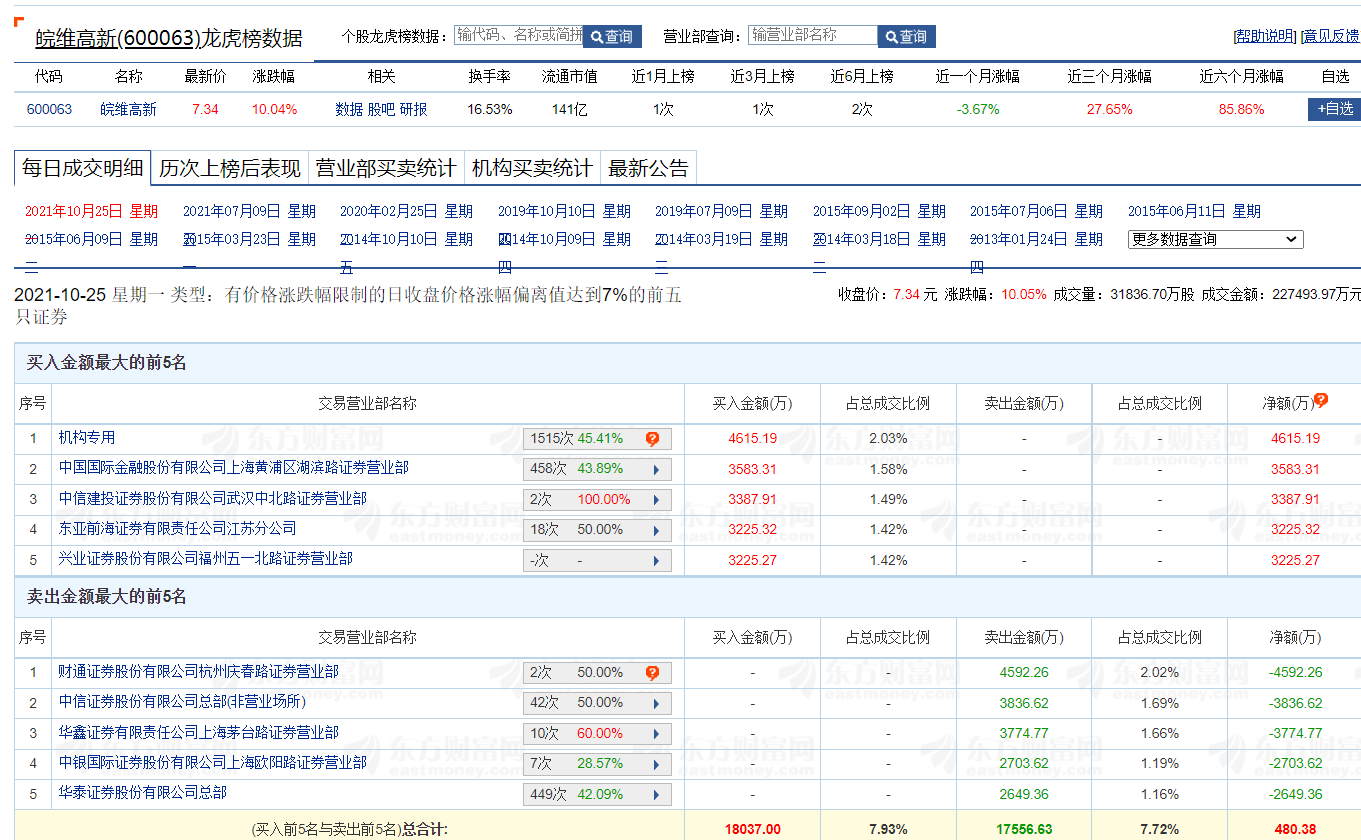 皖维高新(600063)龙虎榜数据 个股龙虎榜数据： 输代码、名称或简拼 查询 营业部查询： 输营业部名称 查询 [帮助说明] [意见反馈
代码 名称 最新价 涨跌幅 相关 换手率 流通市值 近1月上榜 近3月上榜 近6月上榜 近一个月涨幅 近三个月涨幅 近六个月涨幅 自选
600063 皖维高新 7.34 10.04% 数据 股吧 研报 16.53% 141亿 1次 1次 2次 -3.67% 27.65% 85.86% +自选
每日成交明细 历次上榜后表现 营业部买卖统计 机构买卖统计 最新公告
2021年10月25日 星期 2021年07月09日 星期 2020年02月25日 星期 2019年10月10日 星期 2019年07月09日 星期 2015年09月02日 星期 2015年07月06日 星期 2015年06月11日 星期
2015年06月09日 星期 2015年03月23日 星期 2014年10月10日 星期 2014年10月09日 星期 2014年03月19日 星期 2014年03月18日 星期 2013年01月24日 星期 更多数据查询
二 一 五 四 三 二 四
2021-10-25 星期一 类型：有价格涨跌幅限制的日收盘价格涨幅偏离值达到7%的前五
只证券
收盘价：7.34 元 涨跌幅：10.05% 成交量：31836.70万股 成交金额：227493.97万元
买入金额最大的前5名
序号 交易营业部名称 买入金额(万) 占总成交比例 卖出金额(万) 占总成交比例 净额(万)
1 机构专用 1515次 45.41% 4615.19 2.03% - - 4615.19
2 中国国际金融股份有限公司上海黄浦区湖滨路证券营业部 458次 43.89% 3583.31 1.58% - - 3583.31
3 中信建投证券股份有限公司武汉中北路证券营业部 2次 100.00% 3387.91 1.49% - - 3387.91
4 东亚前海证券有限责任公司江苏分公司 18次 50.00% 3225.32 1.42% - - 3225.32
5 兴业证券股份有限公司福州五一北路证券营业部 -次 - 3225.27 1.42% - - 3225.27
卖出金额最大的前5名
序号 交易营业部名称 买入金额(万) 占总成交比例 卖出金额(万) 占总成交比例 净额(万)
1 财通证券股份有限公司杭州庆春路证券营业部 2次 50.00% - - 4592.26 2.02% -4592.26
2 中信证券股份有限公司总部(非营业场所) 42次 50.00% - - 3836.62 1.69% -3836.62
3 华鑫证券有限责任公司上海茅台路证券营业部 10次 60.00% - - 3774.77 1.66% -3774.77
4 中银国际证券股份有限公司上海欧阳路证券营业部 7次 28.57% - - 2703.62 1.19% -2703.62
5 华泰证券股份有限公司总部 449次 42.09% - - 2649.36 1.16% -2649.36
(买入前5名与卖出前5名)总合计: 18037.00 7.93% 17556.63 7.72% 480.38